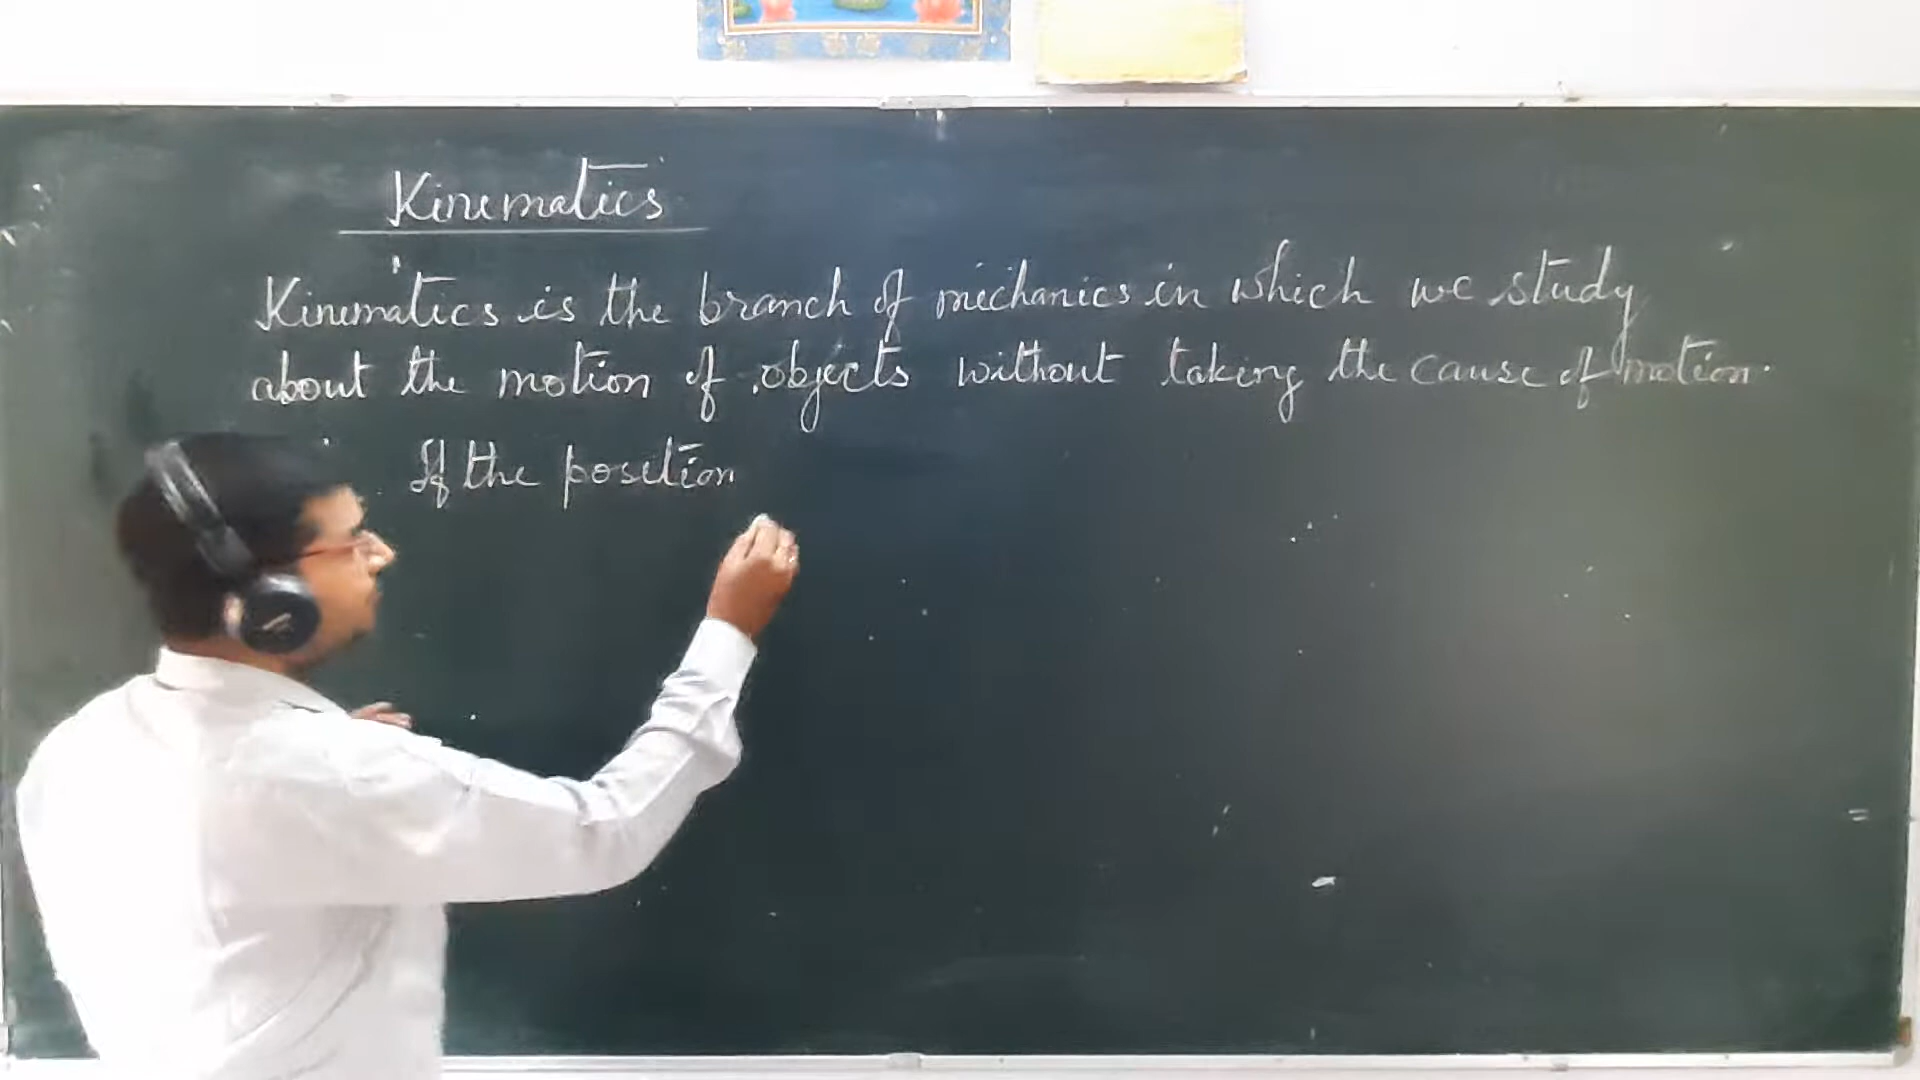 Kinematics
Kinematics is the branch of mechanics in which we study
about the motion of objects without taking the cause of motion.
If the position